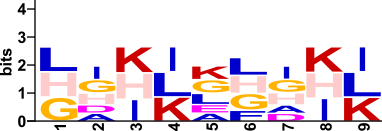 4
3
2
1
0
bits
L I K I K L I K I
H G H L G H G H L
G H I K L G H I K
D E F A
A A D
1 2 3 4 5 6 7 8 9